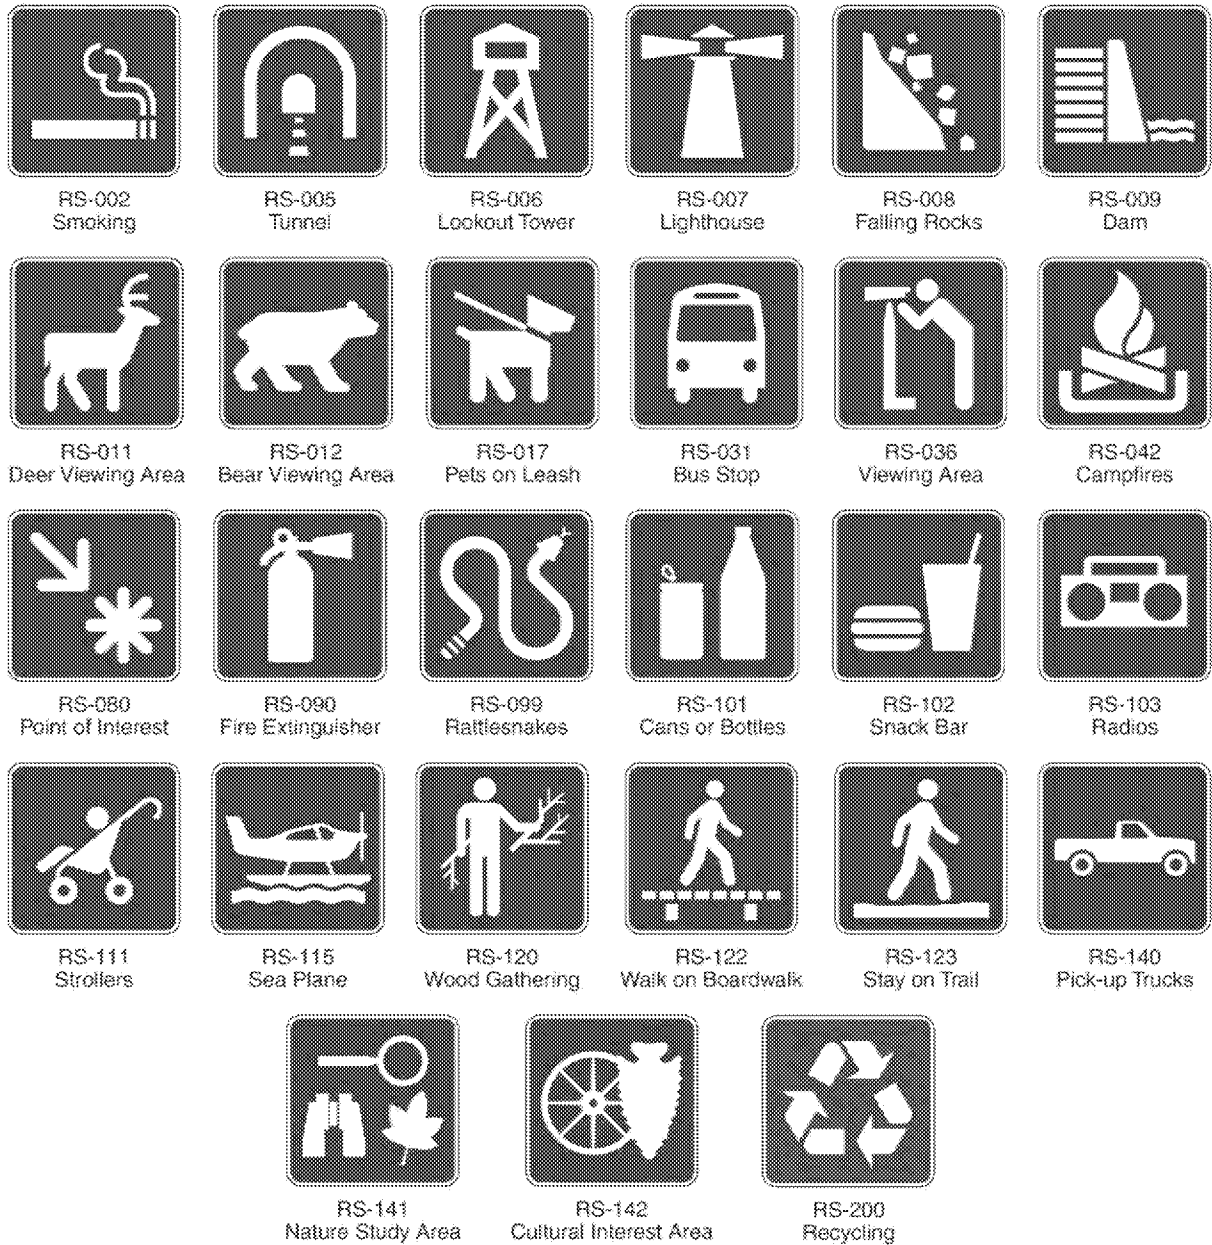 RS-002 RS-005 RS-006 RS-007 RS-008 RS-009
Smoking Tunnel Lookout Tower Lighthouse Falling Rocks Dam
RS-011 RS-012 RS-017 RS-031 RS-036 RS-042
Deer Viewing Area Bear Viewing Area Pets on Leash Bus Stop Viewing Area Campfires
RS-080 RS-090 RS-099 RS-101 RS-102 RS-103
Point of Interest Fire Extinguisher Rattlesnakes Cans or Bottles Snack Bar Radios
RS-111 RS-115 RS-120 RS-122 RS-123 RS-140
Strollers Sea Plane Wood Gathering Walk on Boardwalk Stay on Trail Pick-up Trucks
RS-141 RS-142 RS-200
Nature Study Area Cultural Interest Area Recycling